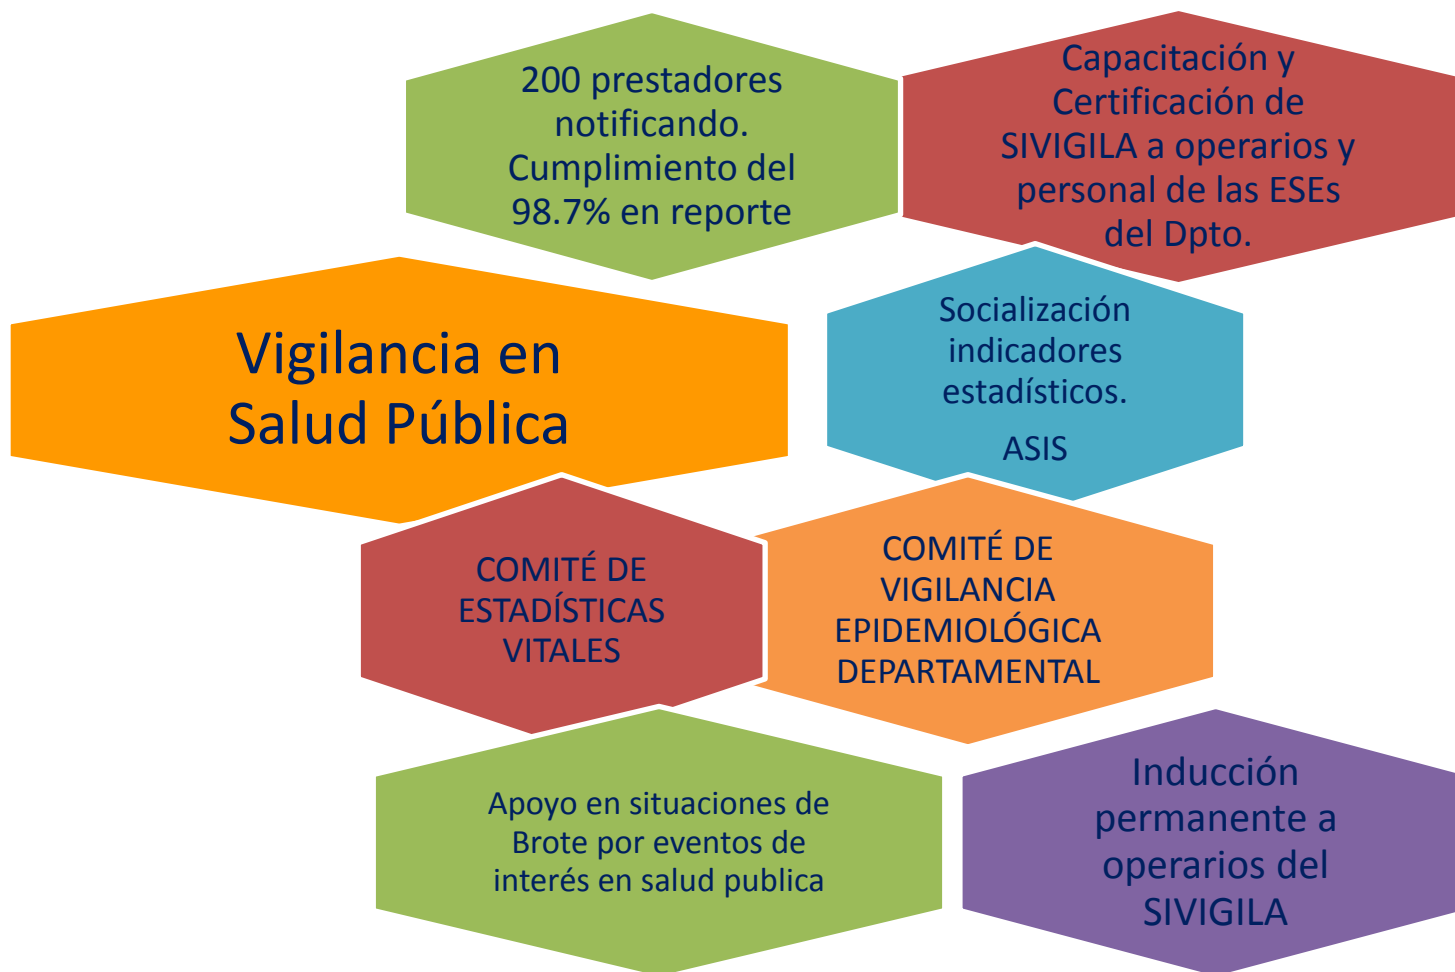 200 prestadores
notificando.
Cumplimiento del
98.7% en reporte
Capacitación y
Certificación de
SIVIGILA a operarios y
personal de las ESEs
del Dpto.
Vigilancia en
Salud Pública
Socialización
indicadores
estadísticos.
ASIS
COMITÉ DE
ESTADÍSTICAS
VITALES
COMITÉ DE
VIGILANCIA
EPIDEMIOLÓGICA
DEPARTAMENTAL
Apoyo en situaciones de
Brote por eventos de
interés en salud publica
Inducción
permanente a
operarios del
SIVIGILA